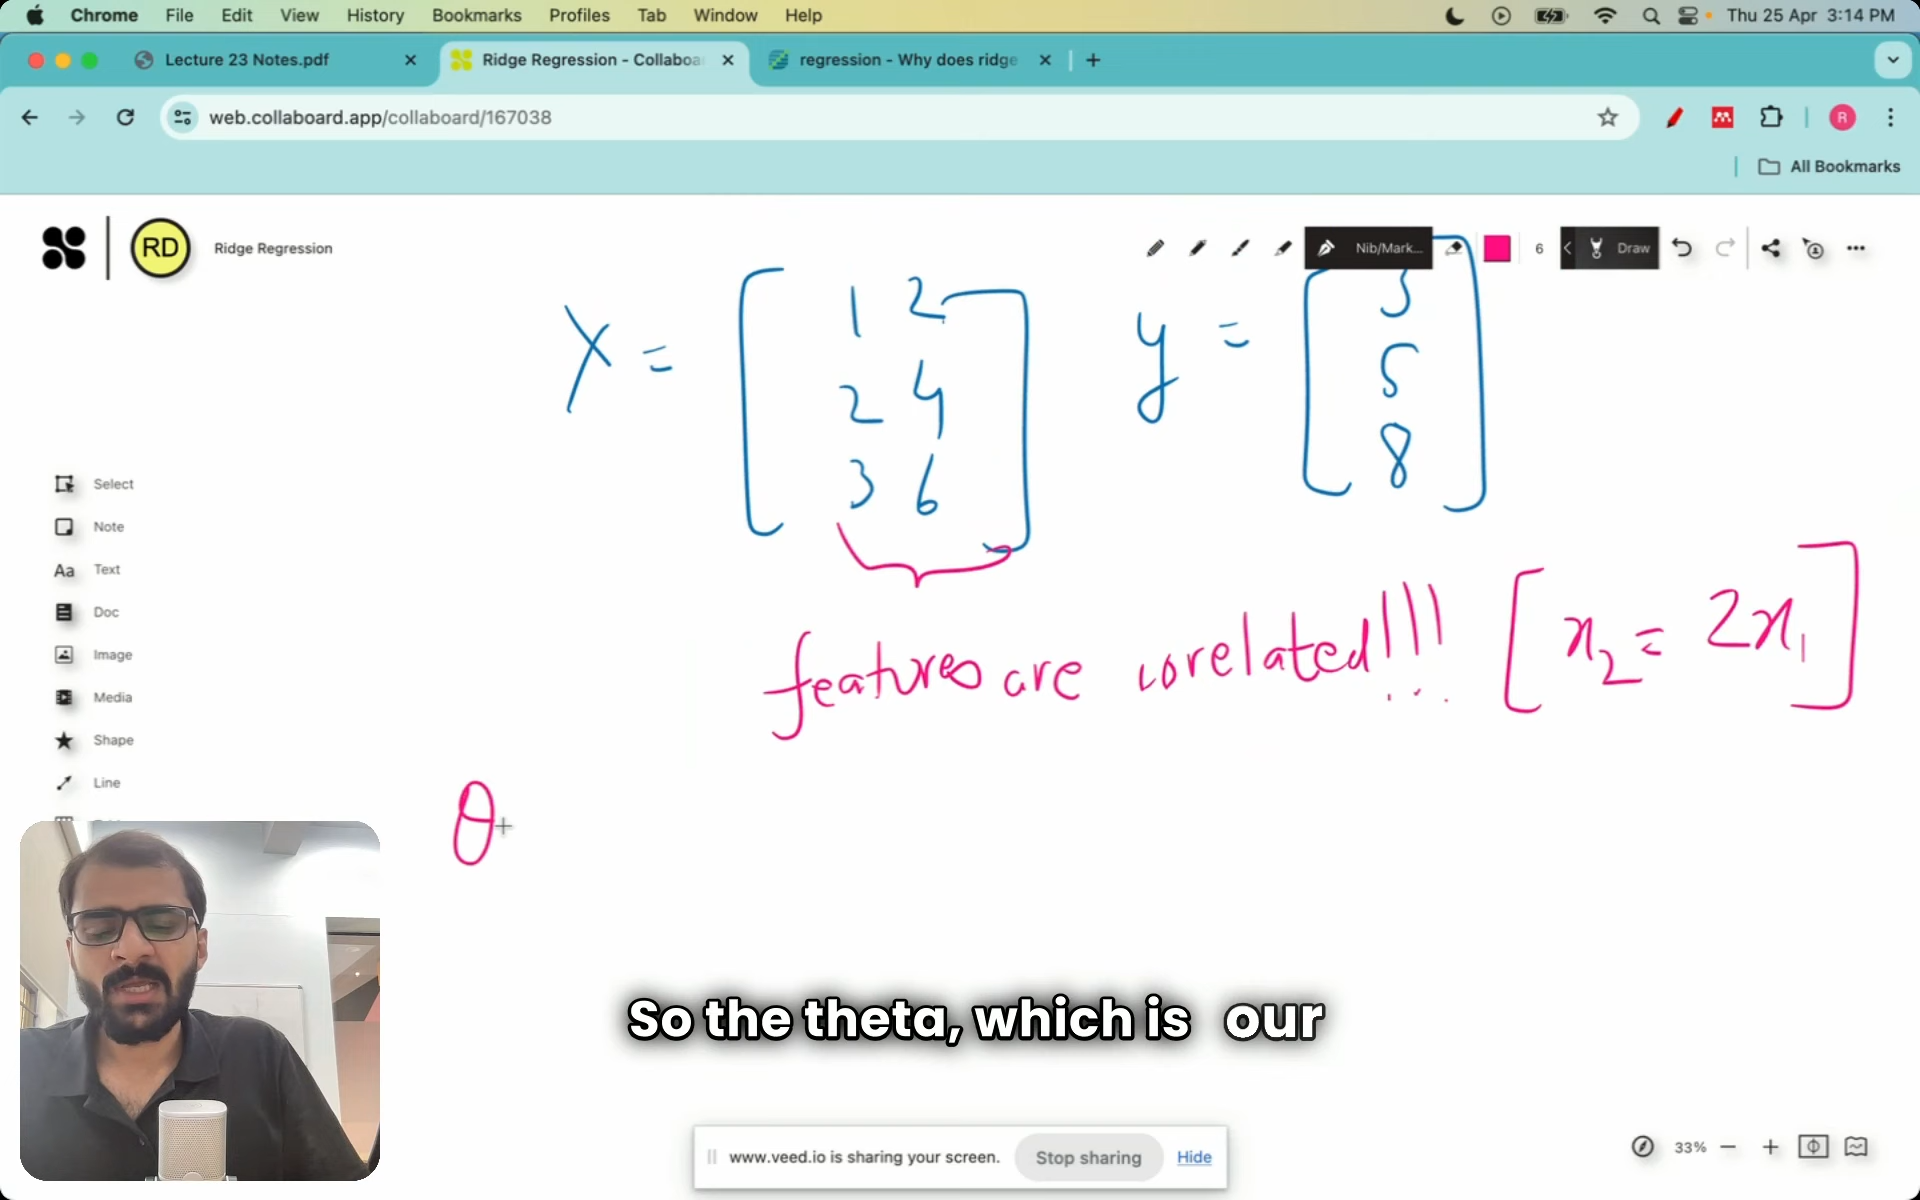 Chrome File Edit View History Bookmarks Profiles Tab Window Help Thu 25 Apr 3:14 PM
Lecture 23 Notes.pdf Ridge Regression - Collaboa regression - Why does ridge
web.collaboard.app/collaboard/167038 R
All Bookmarks
RD Ridge Regression Nib/Mark... 6 Draw
X = [ 1 2
2 4
3 6 ]
y = [
5
8 ]
features are corelated!!! [ x₂ = 2x₁ ]
Select
Note
Aa Text
Doc
Image
Media
Shape
Line
θ
So the theta, which is our
www.veed.io is sharing your screen. Stop sharing Hide
33%